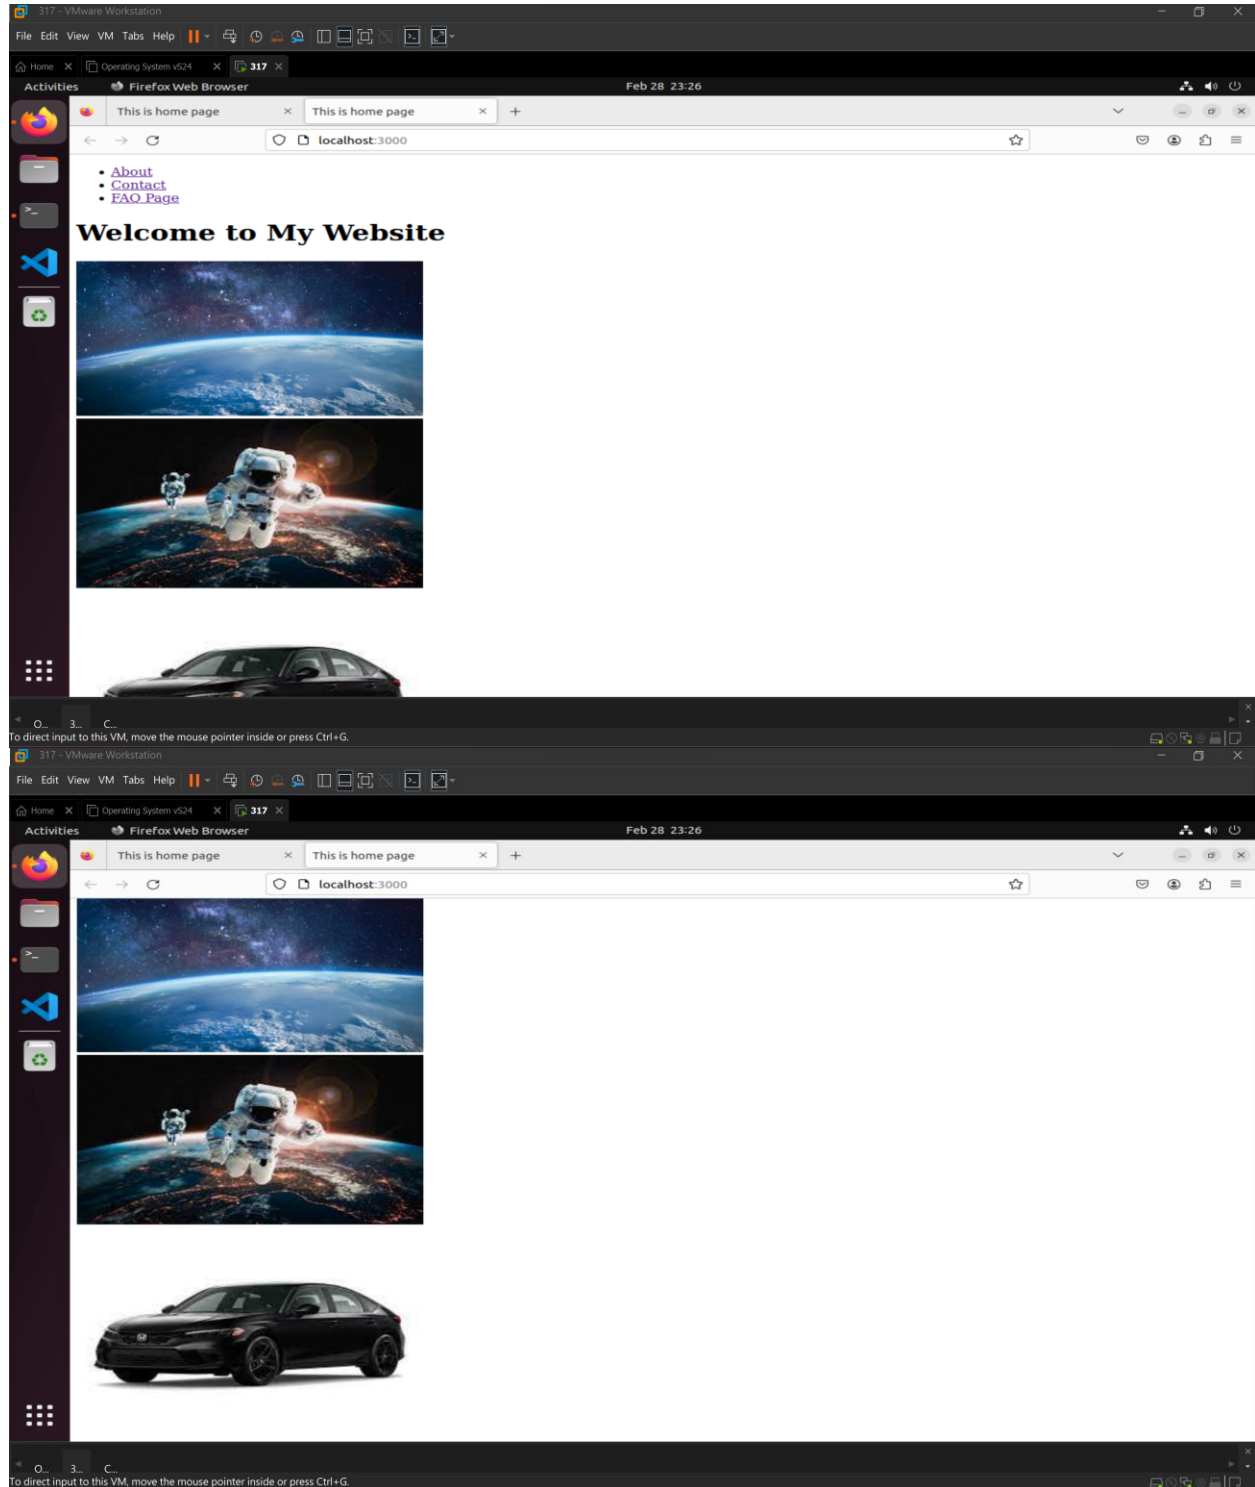 317 - VMware Workstation
File Edit View VM Tabs Help
Home Operating System vS24 317
Activities Firefox Web Browser Feb 28 23:26
This is home page This is home page
localhost:3000
About
Contact
FAQ Page
Welcome to My Website
O... 3... C...
To direct input to this VM, move the mouse pointer inside or press Ctrl+G.
317 - VMware Workstation
File Edit View VM Tabs Help
Home Operating System vS24 317
Activities Firefox Web Browser Feb 28 23:26
This is home page This is home page
localhost:3000
O... 3... C...
To direct input to this VM, move the mouse pointer inside or press Ctrl+G.